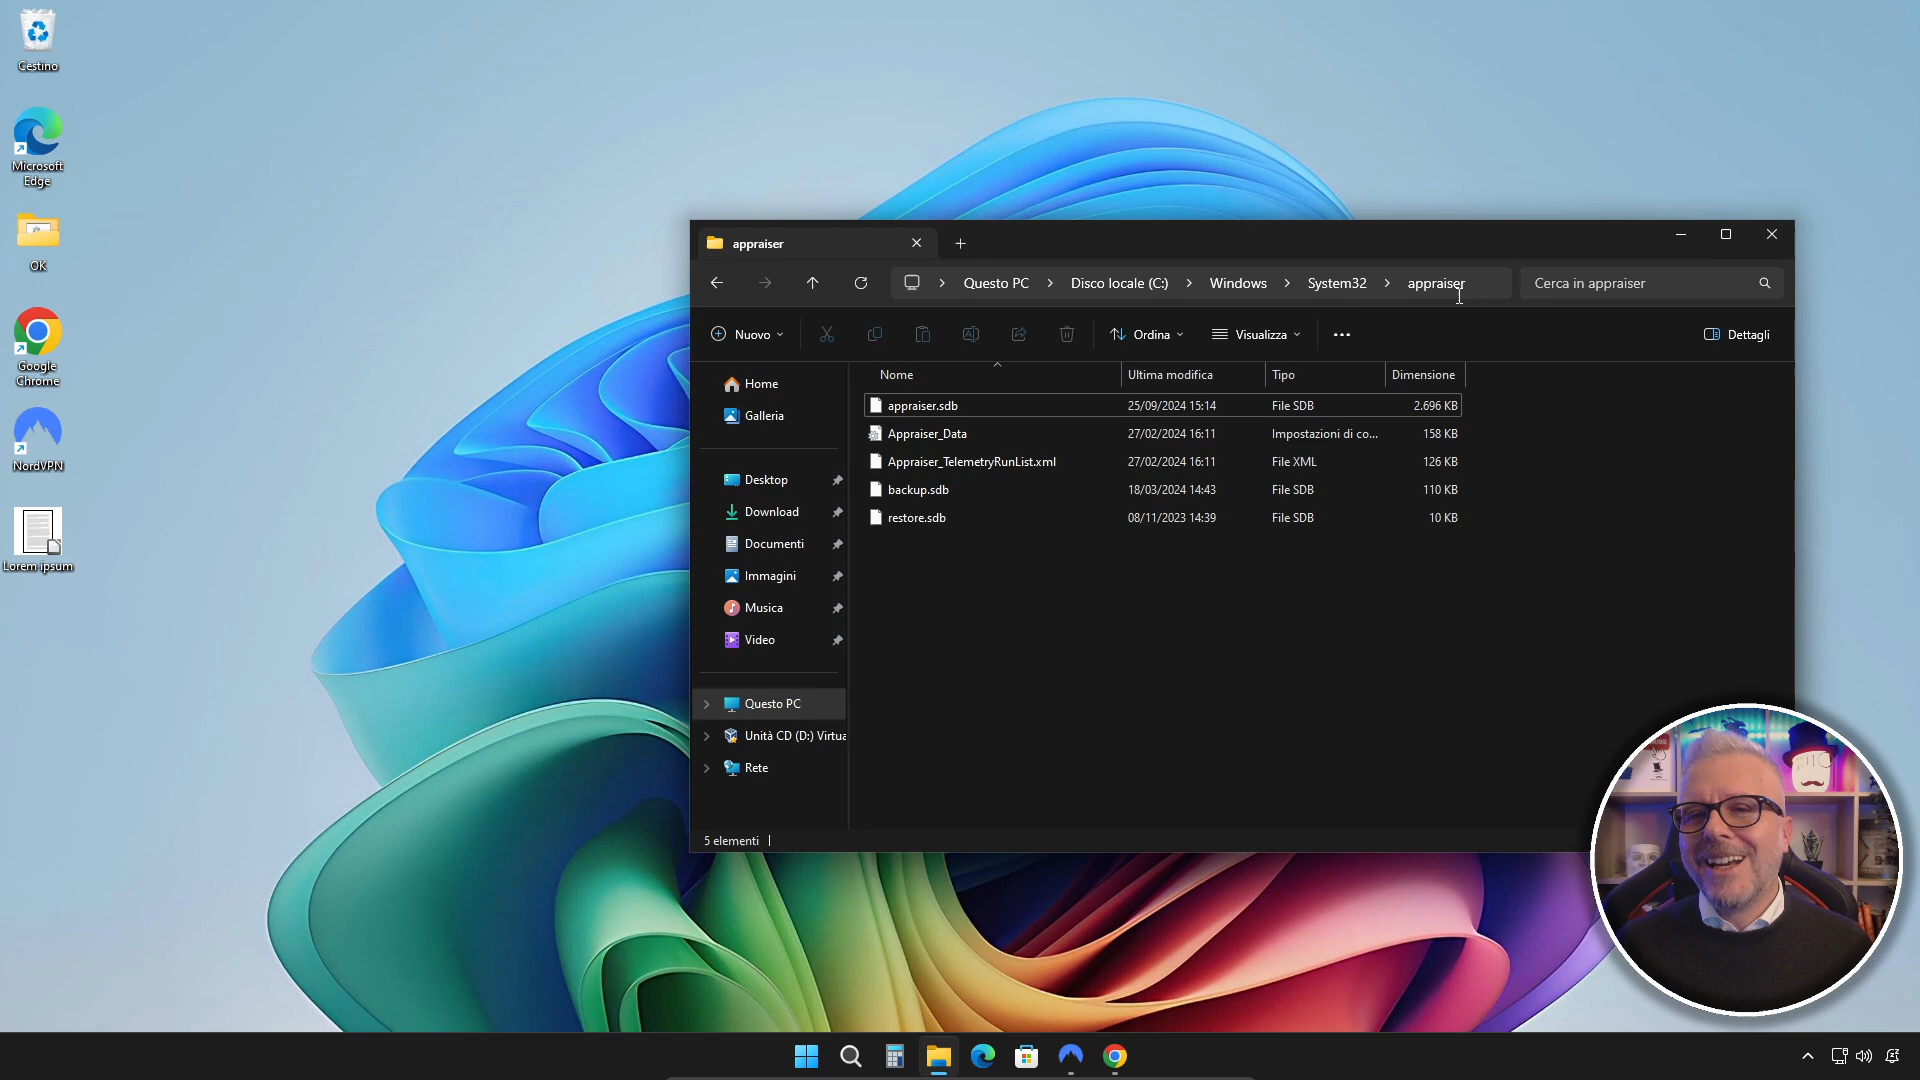 Cestino
Microsoft
Edge
OK
Google
Chrome
NordVPN
Lorem ipsum
appraiser
Questo PC
Disco locale (C:)
Windows
System32
appraiser
Cerca in appraiser
Nuovo
Ordina
Visualizza
Dettagli
Home
Galleria
Desktop
Download
Documenti
Immagini
Musica
Video
Questo PC
Unità CD (D:) Virtua
Rete
Nome Ultima modifica Tipo Dimensione
appraiser.sdb 25/09/2024 15:14 File SDB 2.696 KB
Appraiser_Data 27/02/2024 16:11 Impostazioni di co... 158 KB
Appraiser_TelemetryRunList.xml 27/02/2024 16:11 File XML 126 KB
backup.sdb 18/03/2024 14:43 File SDB 110 KB
restore.sdb 08/11/2023 14:39 File SDB 10 KB
5 elementi